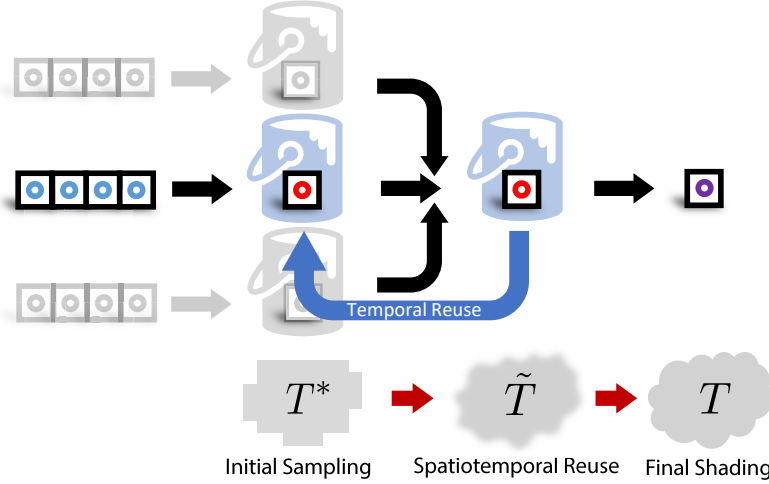 Temporal Reuse
T* T̃ T
Initial Sampling Spatiotemporal Reuse Final Shading